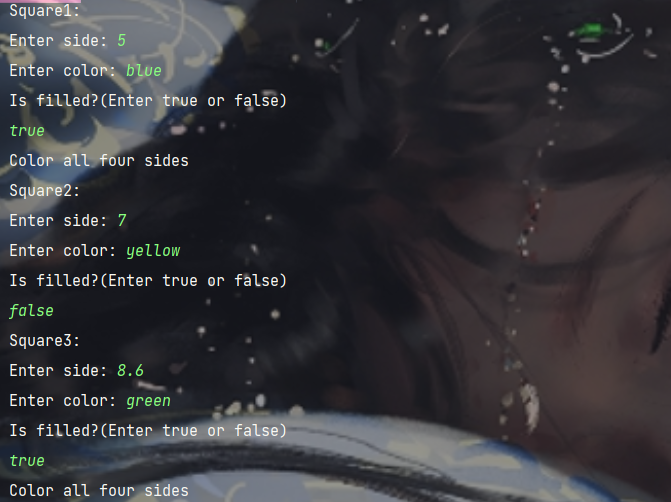 Square1:
Enter side: 5
Enter color: blue
Is filled?(Enter true or false)
true
Color all four sides
Square2:
Enter side: 7
Enter color: yellow
Is filled?(Enter true or false)
false
Square3:
Enter side: 8.6
Enter color: green
Is filled?(Enter true or false)
true
Color all four sides